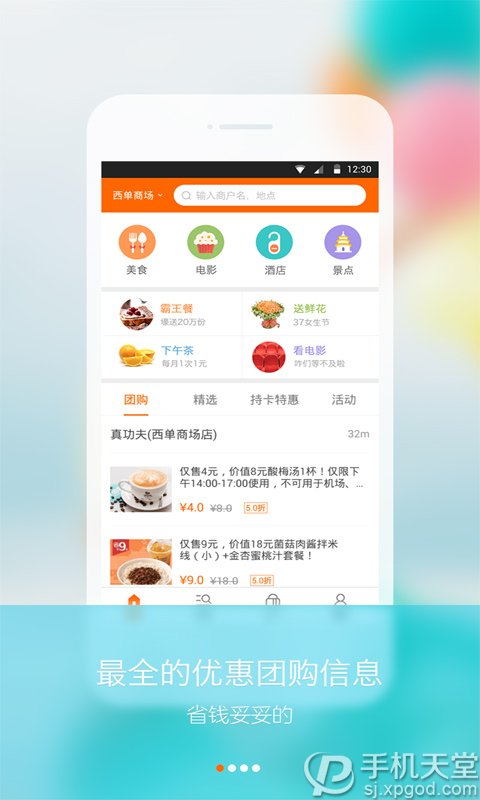 12:30
西单商场
输入商户名,地点
美食
电影
酒店
景点
霸王餐
壕送20万份
送鲜花
37女生节
下午茶
每月1次1元
看电影
咋们等不及啦
团购
精选
持卡特惠
活动
真功夫(西单商场店)
32m
仅售4元，价值8元酸梅汤1杯！仅限下
午14:00-17:00使用，不可用于机场、...
¥4.0 ¥8.0 5.0折
仅售9元，价值18元菌菇肉酱拌米
线（小）+金杏蜜桃汁套餐！
¥9.0 ¥18.0 5.0折
最全的优惠团购信息
省钱妥妥的
手机天堂
sj.xpgod.com